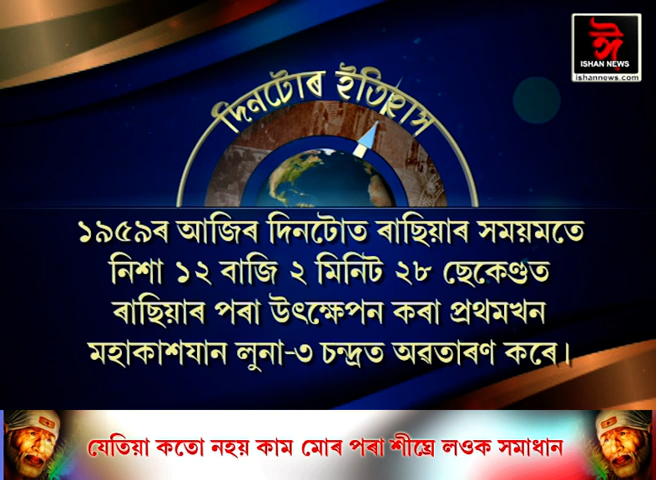 ঈ
ISHAN NEWS
ishannews.com
দিনটোৰ ইতিহাস
১৯৫৯ৰ আজিৰ দিনটোত ৰাছিয়াৰ সময়মতে
নিশা ১২ বাজি ২ মিনিট ২৮ ছেকেণ্ডত
ৰাছিয়াৰ পৰা উৎক্ষেপন কৰা প্ৰথমখন
মহাকাশযান লুনা-৩ চন্দ্ৰত অৱতাৰণ কৰে।
যেতিয়া কতো নহয় কাম মোৰ পৰা শীঘ্ৰে লওক সমাধান